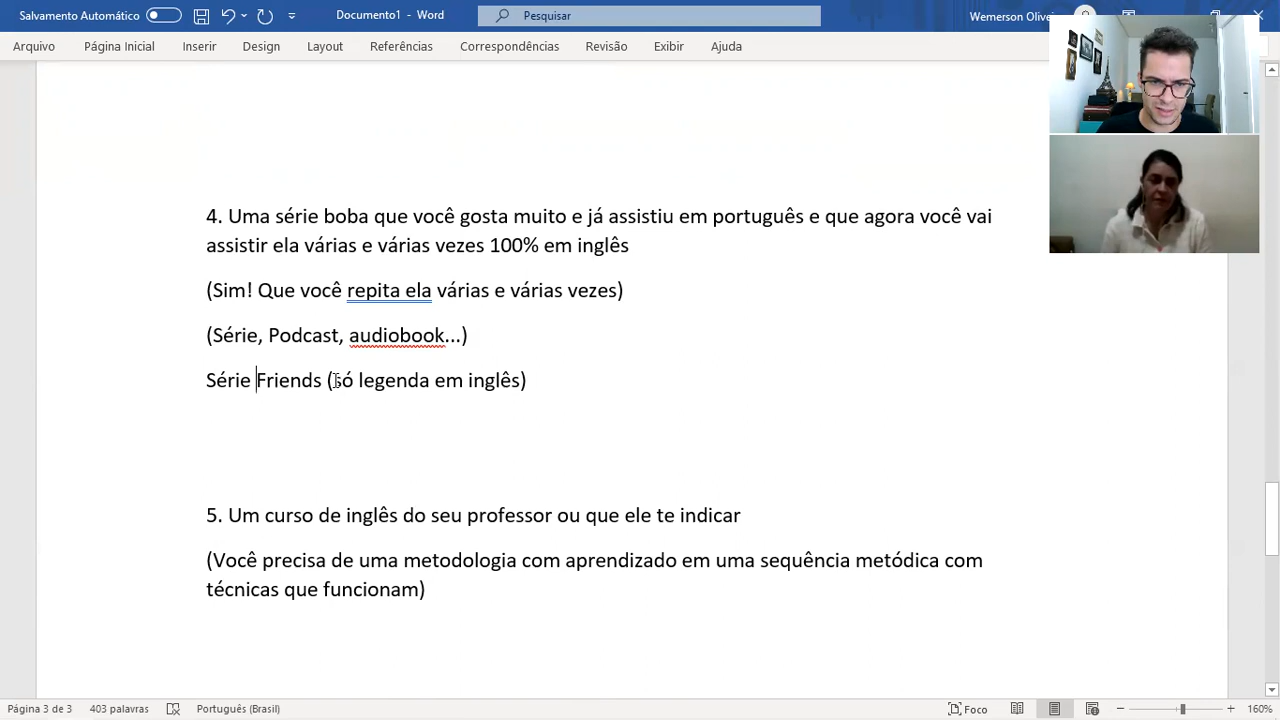 Salvamento Automático
Documento1 - Word
Pesquisar
Wemerson
Arquivo
Página Inicial
Inserir
Design
Layout
Referências
Correspondências
Revisão
Exibir
Ajuda
4. Uma série boba que você gosta muito e já assistiu em português e que agora você vai
assistir ela várias e várias vezes 100% em inglês
(Sim! Que você repita ela várias e várias vezes)
(Série, Podcast, audiobook...)
Série Friends (só legenda em inglês)
5. Um curso de inglês do seu professor ou que ele te indicar
(Você precisa de uma metodologia com aprendizado em uma sequência metódica com
técnicas que funcionam)
Página 3 de 3
403 palavras
Português (Brasil)
Foco
160%